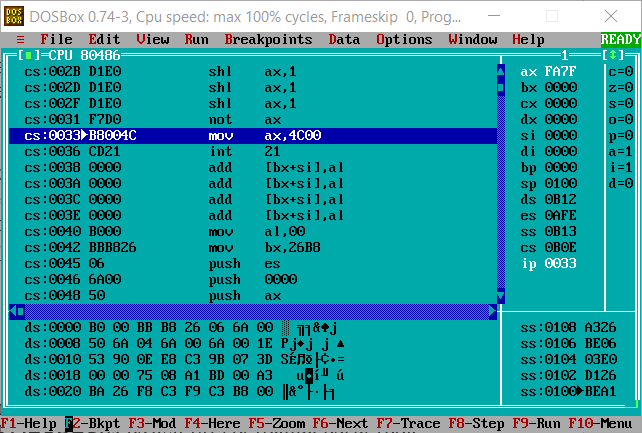 DOSBox 0.74-3, Cpu speed: max 100% cycles, Frameskip 0, Prog...
≡ File Edit View Run Breakpoints Data Options Window Help READY
[■]=CPU 80486 1 [↕]
cs:002B D1E0 shl ax,1 ax FA7F c=0
cs:002D D1E0 shl ax,1 bx 0000 z=0
cs:002F D1E0 shl ax,1 cx 0000 s=0
cs:0031 F7D0 not ax dx 0000 o=0
cs:0033►B8004C mov ax,4C00 si 0000 p=0
cs:0036 CD21 int 21 di 0000 a=1
cs:0038 0000 add [bx+si],al bp 0000 i=1
cs:003A 0000 add [bx+si],al sp 0100 d=0
cs:003C 0000 add [bx+si],al ds 0B12
cs:003E 0000 add [bx+si],al es 0AFE
cs:0040 B000 mov al,00 ss 0B13
cs:0042 BBB826 mov bx,26B8 cs 0B0E
cs:0045 06 push es ip 0033
cs:0046 6A00 push 0000
cs:0048 50 push ax
ds:0000 B0 00 BB B8 26 06 6A 00 ░ ╗╕&♠j ss:0108 A326
ds:0008 50 6A 04 6A 00 6A 00 1E Pj♦j j ▲ ss:0106 BE06
ds:0010 53 90 0E E8 C3 9B 07 3D SÉ♫Φ├¢•= ss:0104 03E0
ds:0018 00 00 75 08 A1 BD 00 A3 u◘í╜ ú ss:0102 D126
ds:0020 BA 26 F8 C3 F9 C3 B8 00 ║&°├∙├╕ ss:0100►BEA1
F1-Help F2-Bkpt F3-Mod F4-Here F5-Zoom F6-Next F7-Trace F8-Step F9-Run F10-Menu